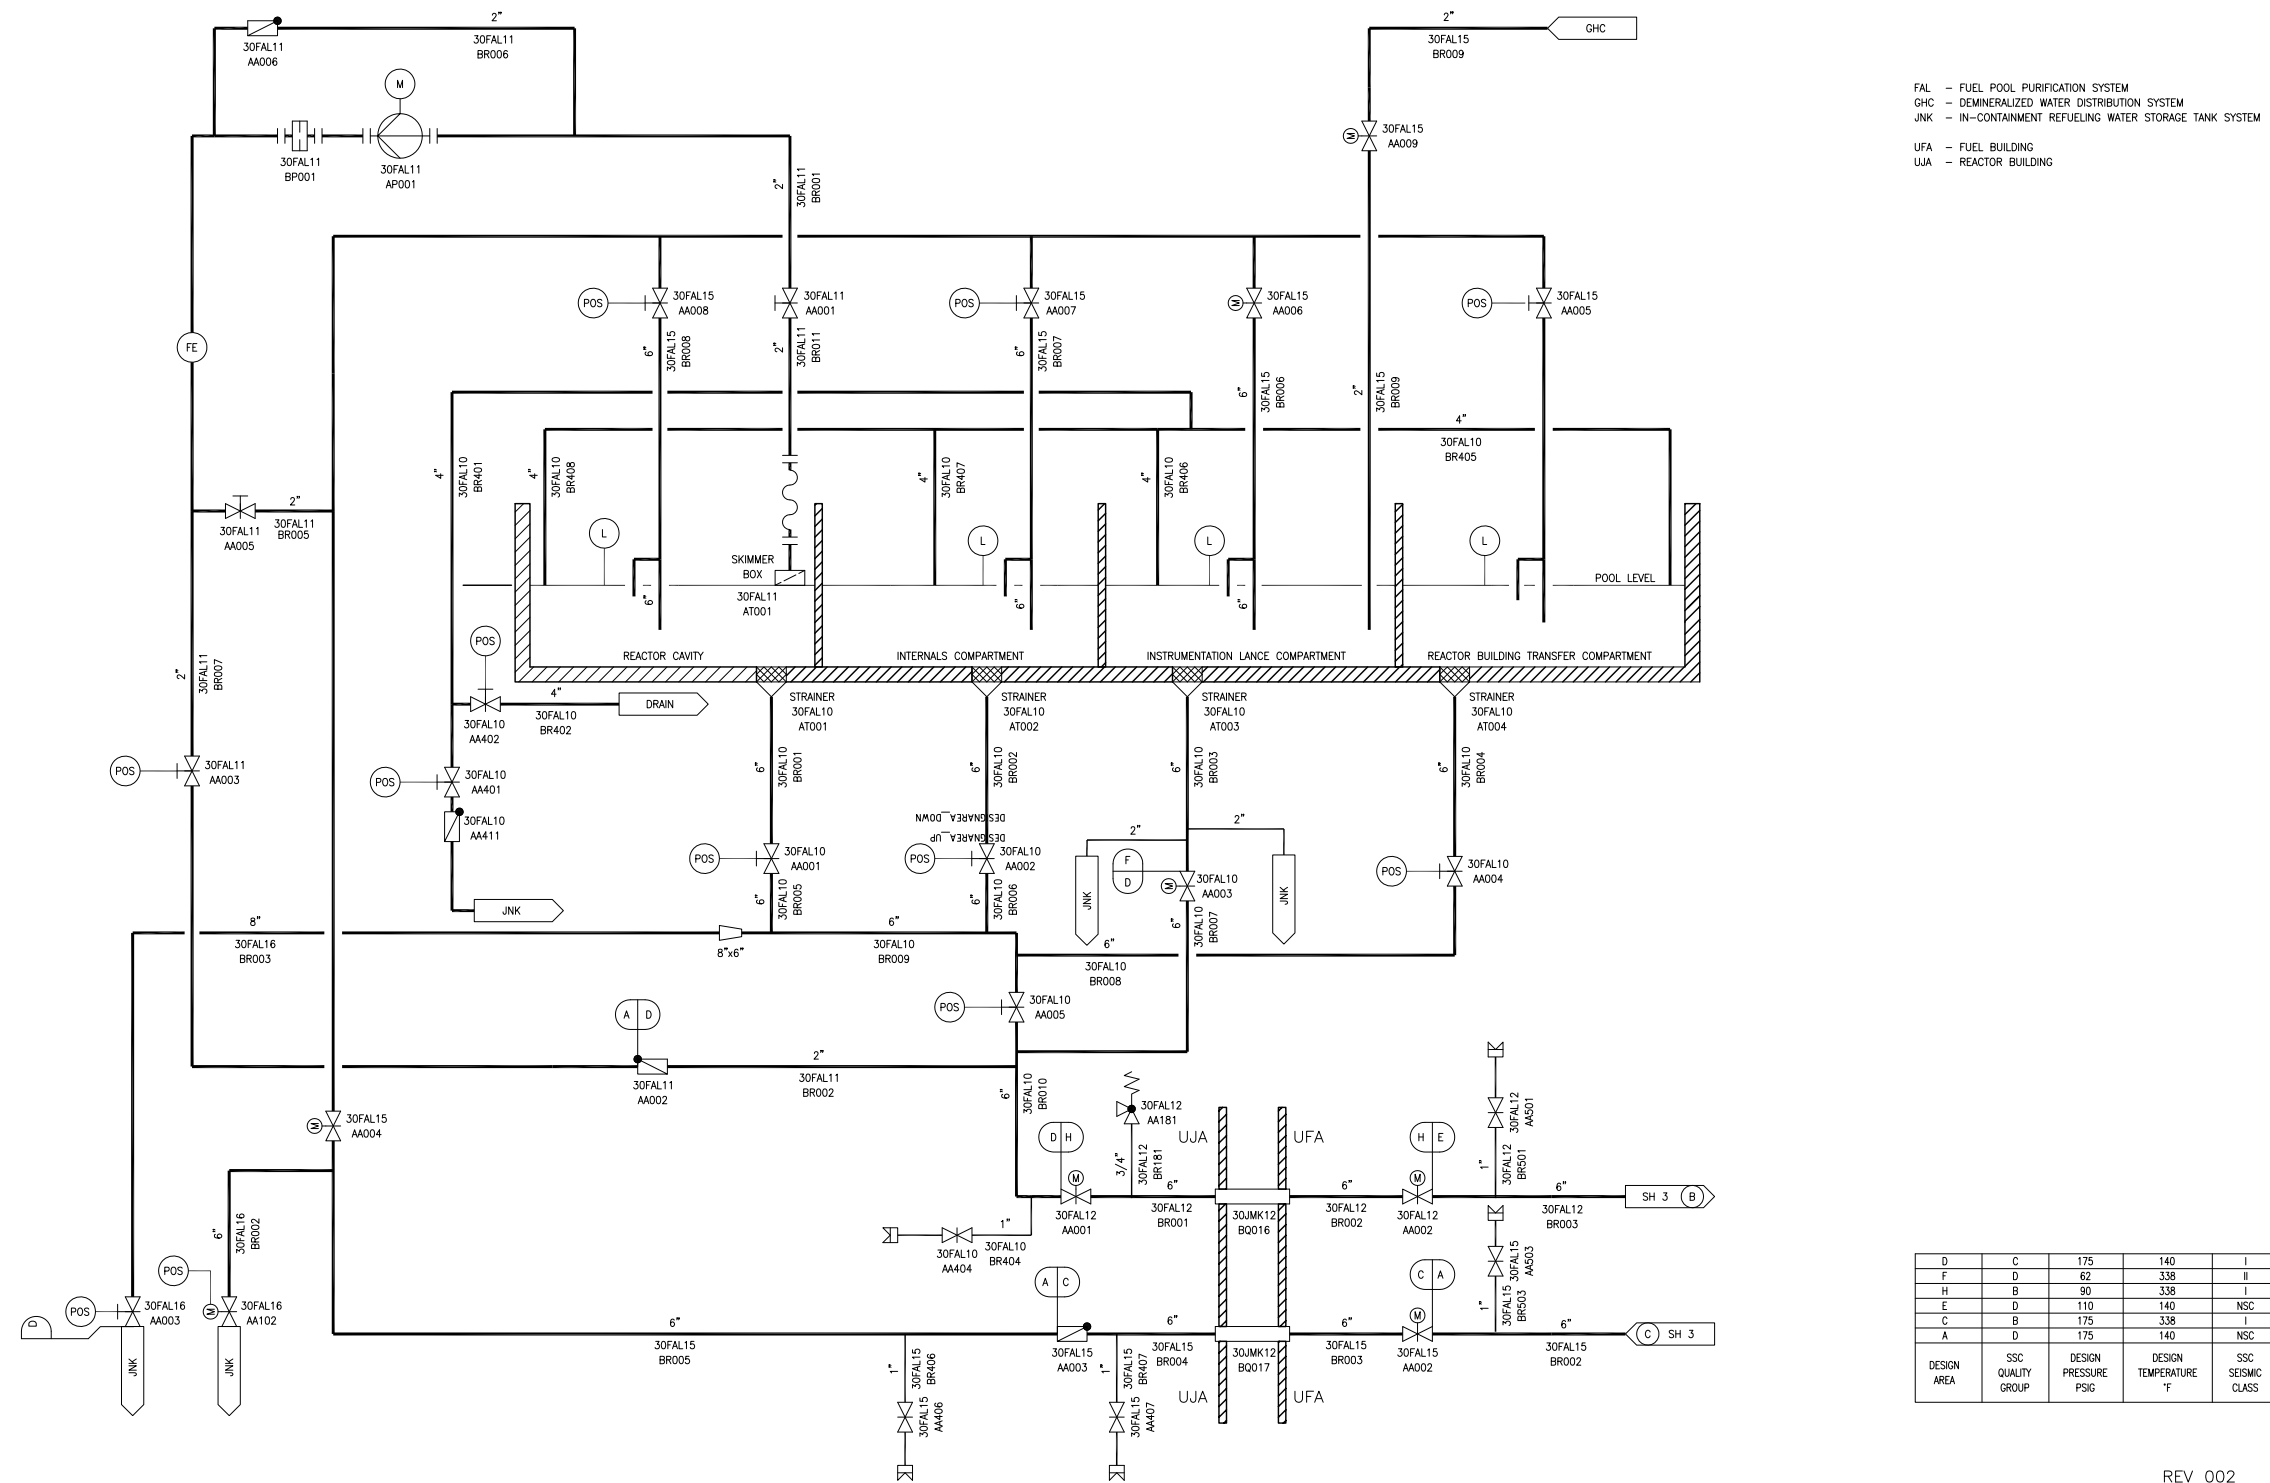 2"
30FAL11
BR006
30FAL11
AA006
M
30FAL11
BP001
30FAL11
AP001
2"
30FAL11
BR001
2"
30FAL15
BR009
GHC
M
30FAL15
AA009
FAL – FUEL POOL PURIFICATION SYSTEM
GHC – DEMINERALIZED WATER DISTRIBUTION SYSTEM
JNK – IN-CONTAINMENT REFUELING WATER STORAGE TANK SYSTEM
UFA – FUEL BUILDING
UJA – REACTOR BUILDING
POS
30FAL15
AA008
30FAL11
AA001
POS
30FAL15
AA007
M
30FAL15
AA006
POS
30FAL15
AA005
FE
6"
30FAL15
BR008
2"
30FAL11
BR011
6"
30FAL15
BR007
6"
30FAL15
BR006
2"
30FAL15
BR009
4"
30FAL10
BR405
4"
30FAL10
BR401
4"
30FAL10
BR408
4"
30FAL10
BR407
4"
30FAL10
BR406
2"
30FAL11
BR005
30FAL11
AA005
L
L
L
L
SKIMMER
BOX
30FAL11
AT001
POOL LEVEL
6"
6"
6"
REACTOR CAVITY
INTERNALS COMPARTMENT
INSTRUMENTATION LANCE COMPARTMENT
REACTOR BUILDING TRANSFER COMPARTMENT
2"
30FAL11
BR007
POS
30FAL10
AA402
4"
30FAL10
BR402
DRAIN
STRAINER
30FAL10
AT001
STRAINER
30FAL10
AT002
STRAINER
30FAL10
AT003
STRAINER
30FAL10
AT004
POS
30FAL11
AA003
POS
30FAL10
AA401
30FAL10
AA411
JNK
6"
30FAL10
BR001
6"
30FAL10
BR002
6"
30FAL10
BR003
6"
30FAL10
BR004
DESIGNAREA_DOWN
DESIGNAREA_UP
POS
30FAL10
AA001
POS
30FAL10
AA002
2"
2"
F
D
M
30FAL10
AA003
JNK
JNK
POS
30FAL10
AA004
6"
30FAL10
BR005
6"
30FAL10
BR006
6"
30FAL10
BR007
8"
30FAL16
BR003
8"x6"
6"
30FAL10
BR009
6"
30FAL10
BR008
POS
30FAL10
AA005
A D
30FAL11
AA002
2"
30FAL11
BR002
6"
30FAL10
BR010
M
30FAL15
AA004
30FAL12
AA181
3/4"
30FAL12
BR181
UJA
UFA
30FAL12
AA501
1"
30FAL12
BR501
D H
M
30FAL12
AA001
6"
30FAL12
BR001
30JMK12
BQ016
6"
30FAL12
BR002
H E
M
30FAL12
AA002
6"
30FAL12
BR003
SH 3 B
1"
30FAL10
AA404
30FAL10
BR404
6"
30FAL16
BR002
POS
M
30FAL16
AA102
POS
30FAL16
AA003
D
JNK
JNK
6"
30FAL15
BR005
A C
30FAL15
AA003
6"
30FAL15
BR004
30JMK12
BQ017
6"
30FAL15
BR003
C A
M
30FAL15
AA002
30FAL15
AA503
1"
30FAL15
BR503
6"
30FAL15
BR002
C SH 3
1"
30FAL15
BR406
30FAL15
AA406
1"
30FAL15
BR407
30FAL15
AA407
UJA
UFA
D C 175 140 I
F D 62 338 II
H B 90 338 I
E D 110 140 NSC
C B 175 338 I
A D 175 140 NSC
DESIGN AREA
SSC QUALITY GROUP
DESIGN PRESSURE PSIG
DESIGN TEMPERATURE °F
SSC SEISMIC CLASS
REV 002